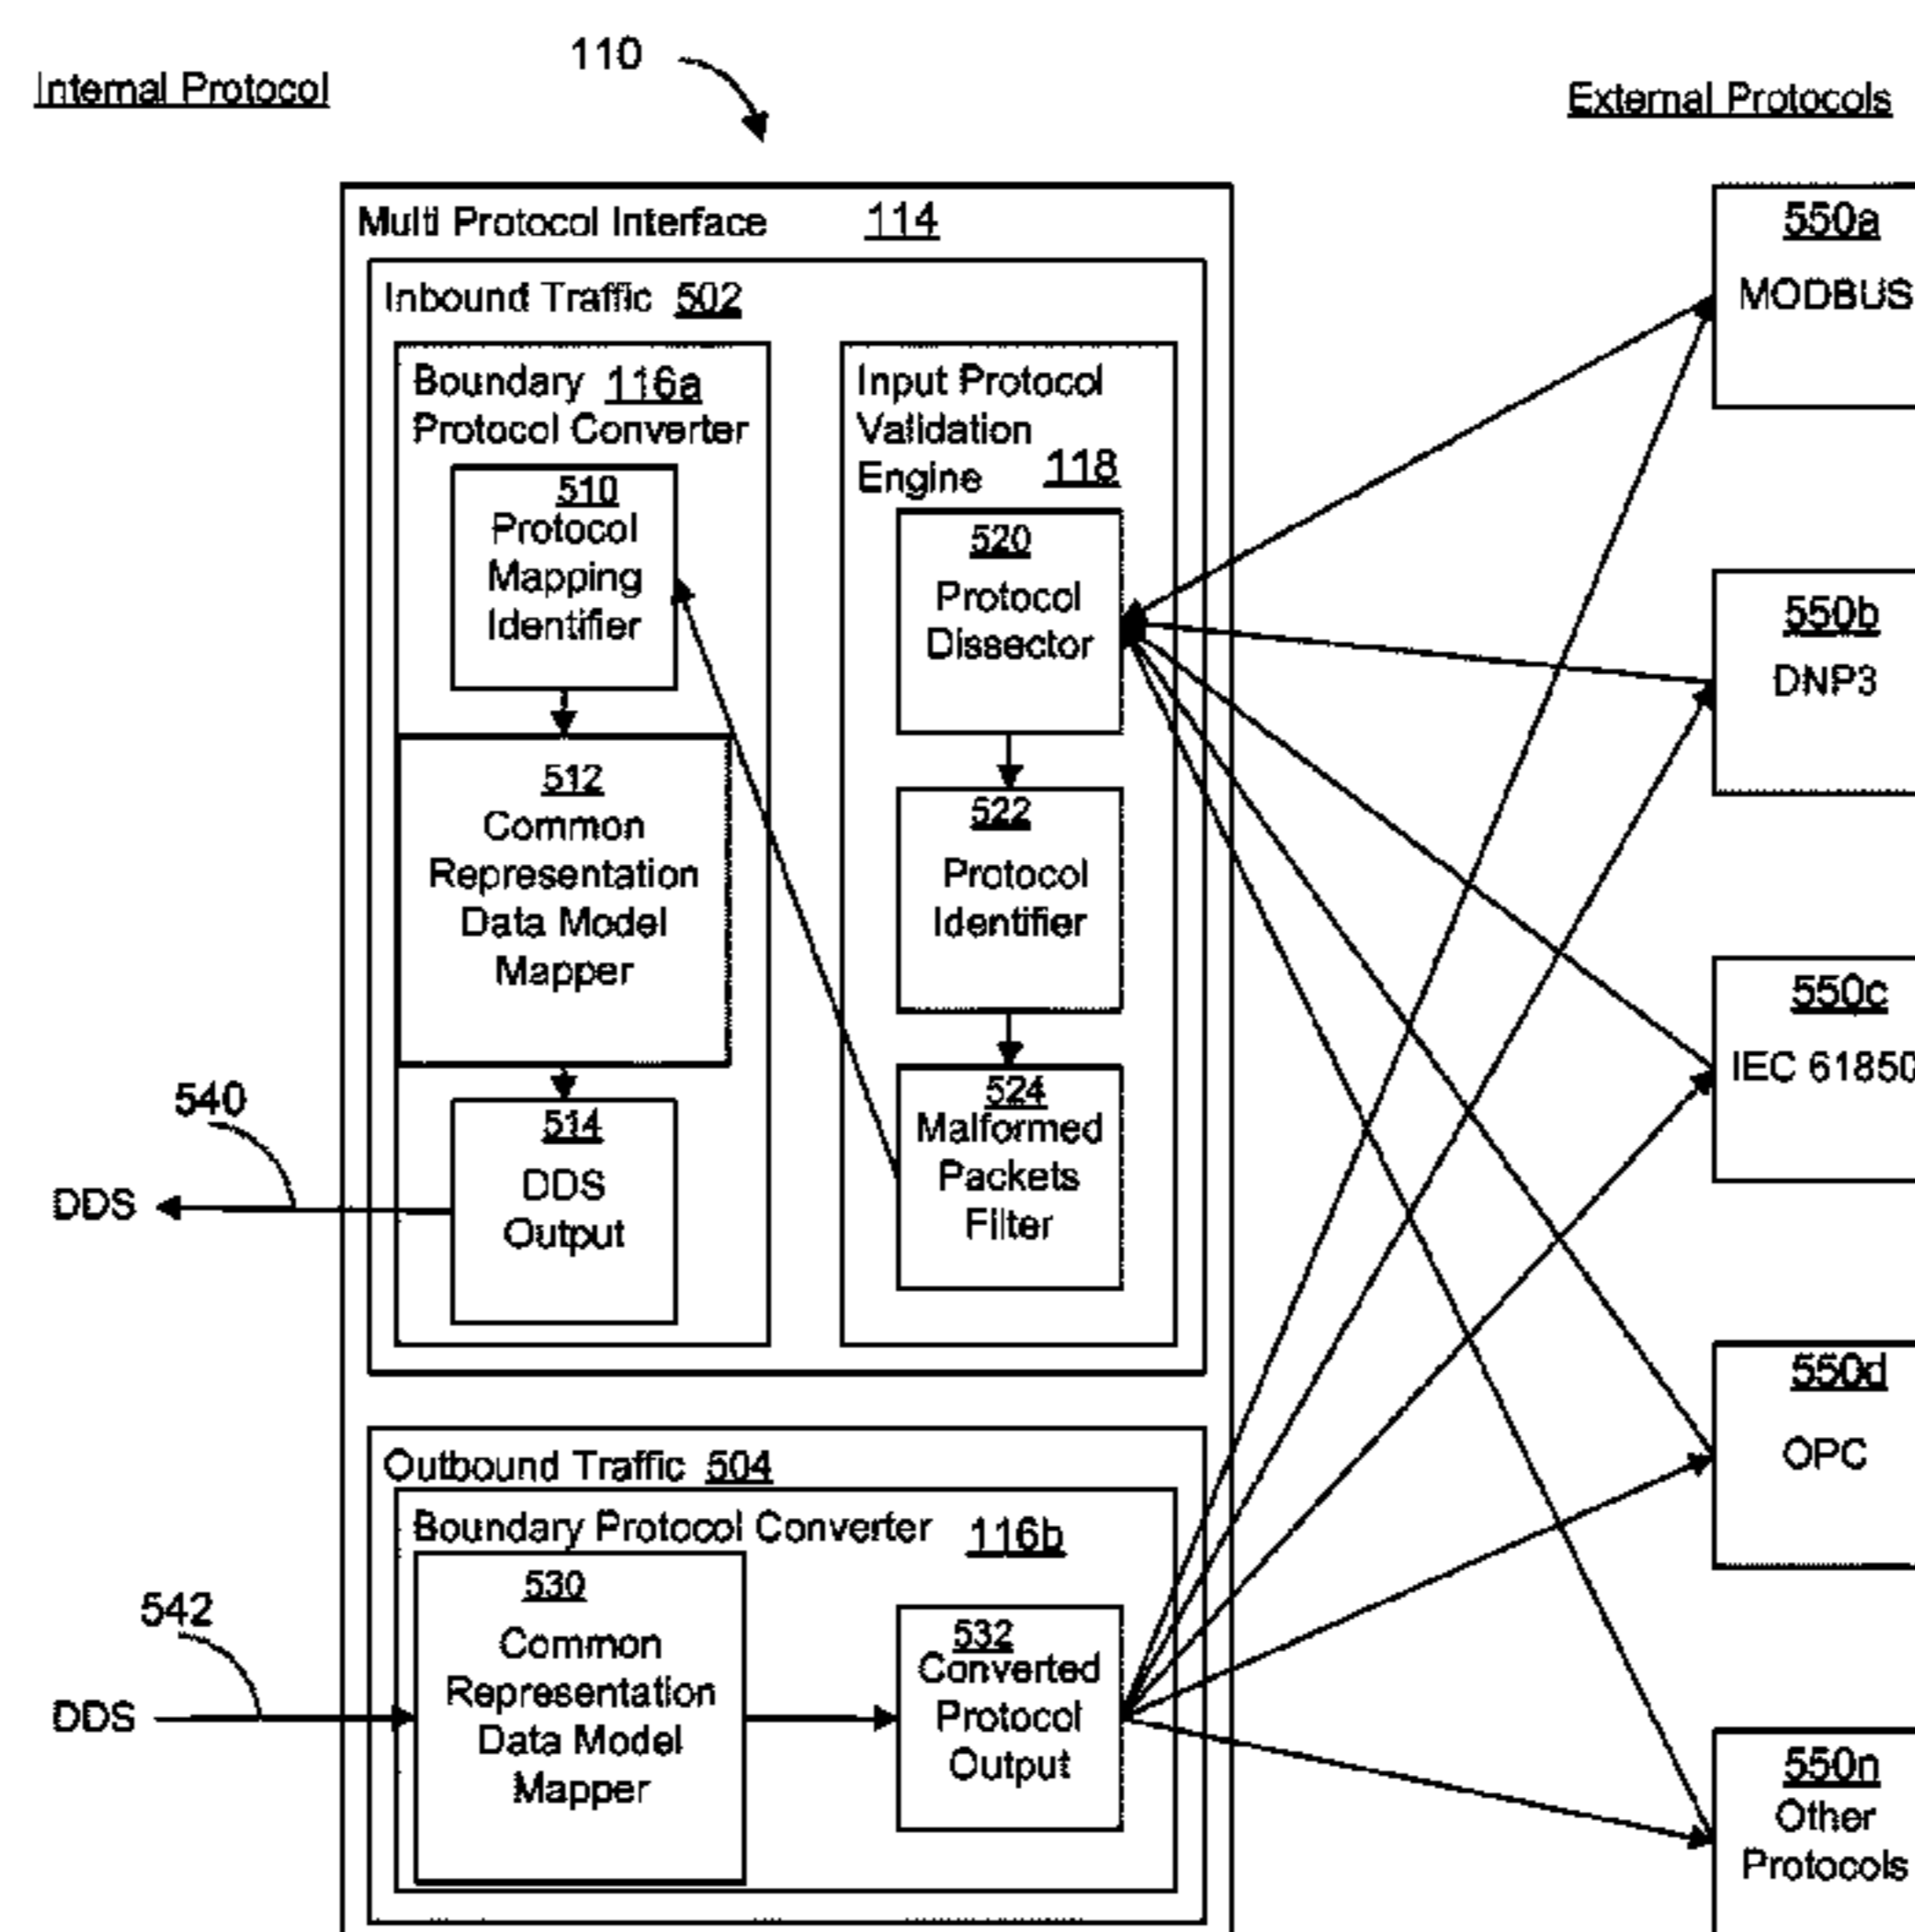 110
Internal Protocol
External Protocols
Multi Protocol Interface 114
Inbound Traffic 502
Boundary 116a
Protocol Converter
510
Protocol
Mapping
Identifier
512
Common
Representation
Data Model
Mapper
514
DDS
Output
Input Protocol
Validation
Engine 118
520
Protocol
Dissector
522
Protocol
Identifier
524
Malformed
Packets
Filter
540
DDS
Outbound Traffic 504
Boundary Protocol Converter 116b
530
Common
Representation
Data Model
Mapper
532
Converted
Protocol
Output
542
DDS
550a
MODBUS
550b
DNP3
550c
IEC 61850
550d
OPC
550n
Other
Protocols